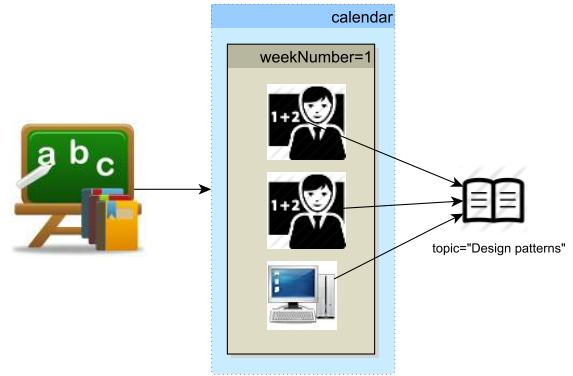 calendar
weekNumber=1
1+2
1+2
a b c
topic="Design patterns"